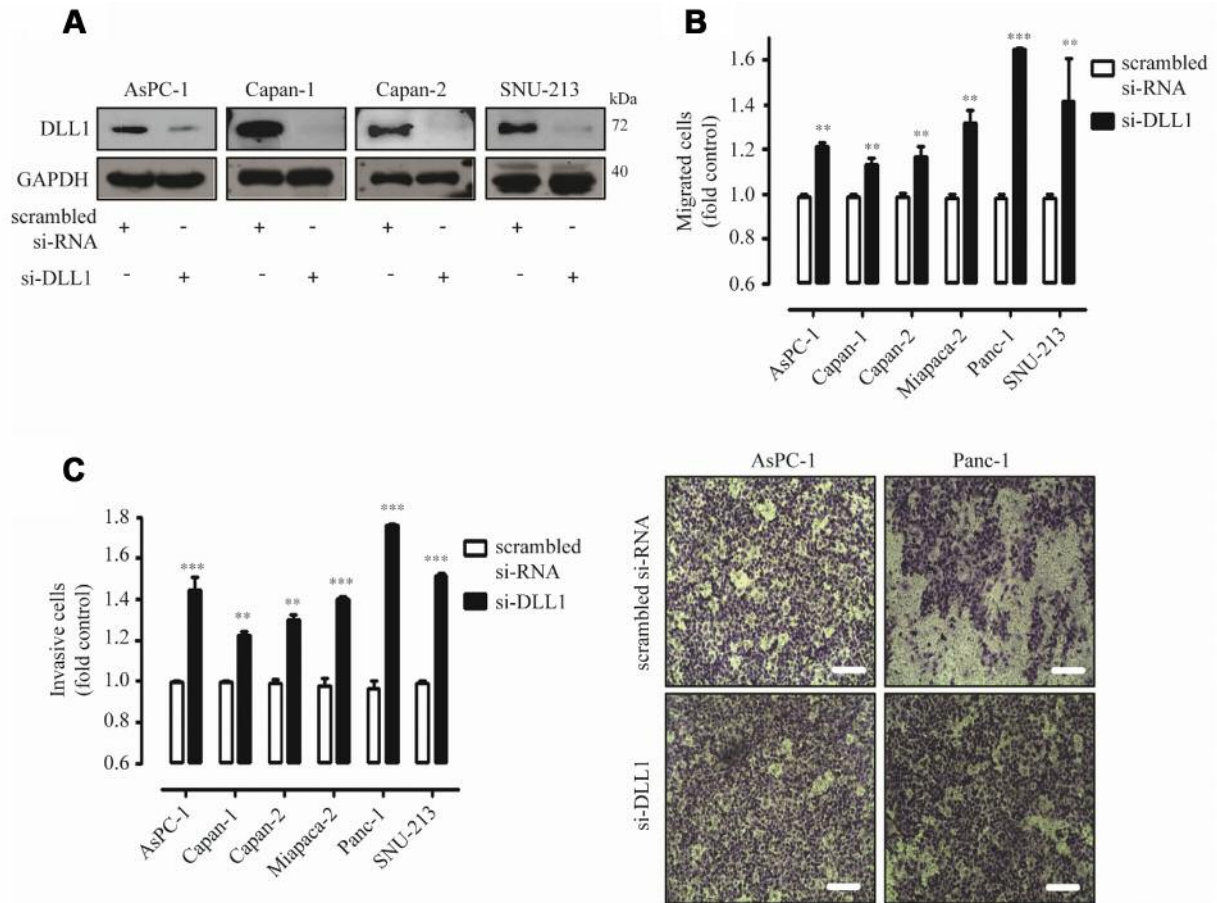 A
AsPC-1 Capan-1 Capan-2 SNU-213
kDa
DLL1 72
GAPDH 40
scrambled
si-RNA + - + - + - + -
si-DLL1 - + - + - + - +
B
Migrated cells
(fold control)
1.6
1.4
1.2
1.0
0.8
0.6
** ** ** ** *** **
scrambled
si-RNA
si-DLL1
AsPC-1
Capan-1
Capan-2
Miapaca-2
Panc-1
SNU-213
C
Invasive cells
(fold control)
1.8
1.6
1.4
1.2
1.0
0.8
0.6
*** ** ** *** *** ***
scrambled
si-RNA
si-DLL1
AsPC-1
Capan-1
Capan-2
Miapaca-2
Panc-1
SNU-213
AsPC-1 Panc-1
scrambled si-RNA
si-DLL1